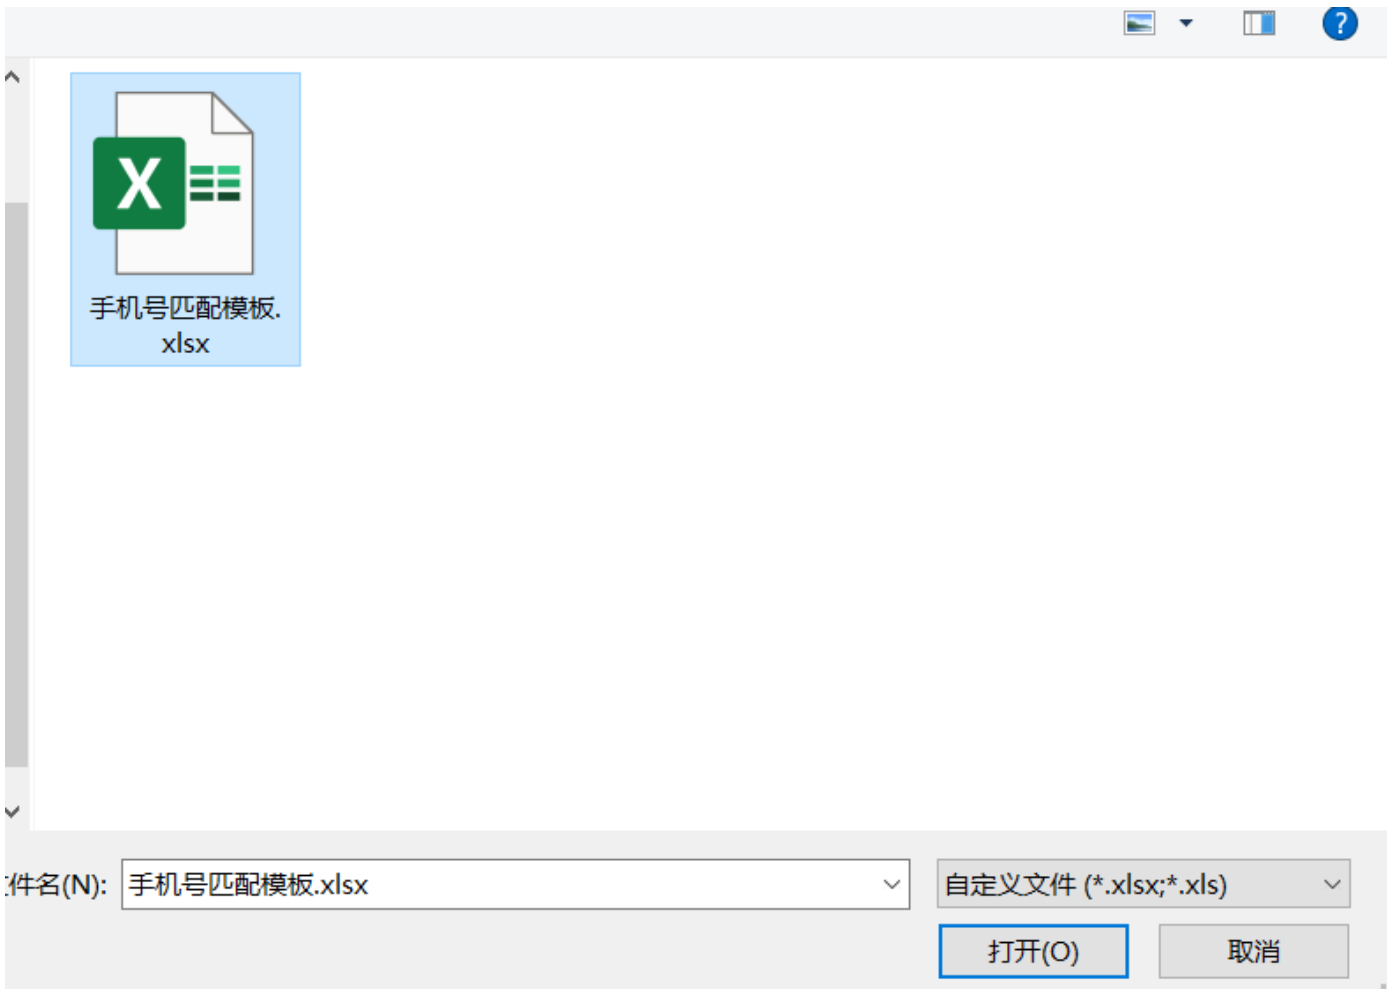 X
手机号匹配模板.
xlsx
件名(N):
手机号匹配模板.xlsx
自定义文件 (*.xlsx;*.xls)
打开(O)
取消